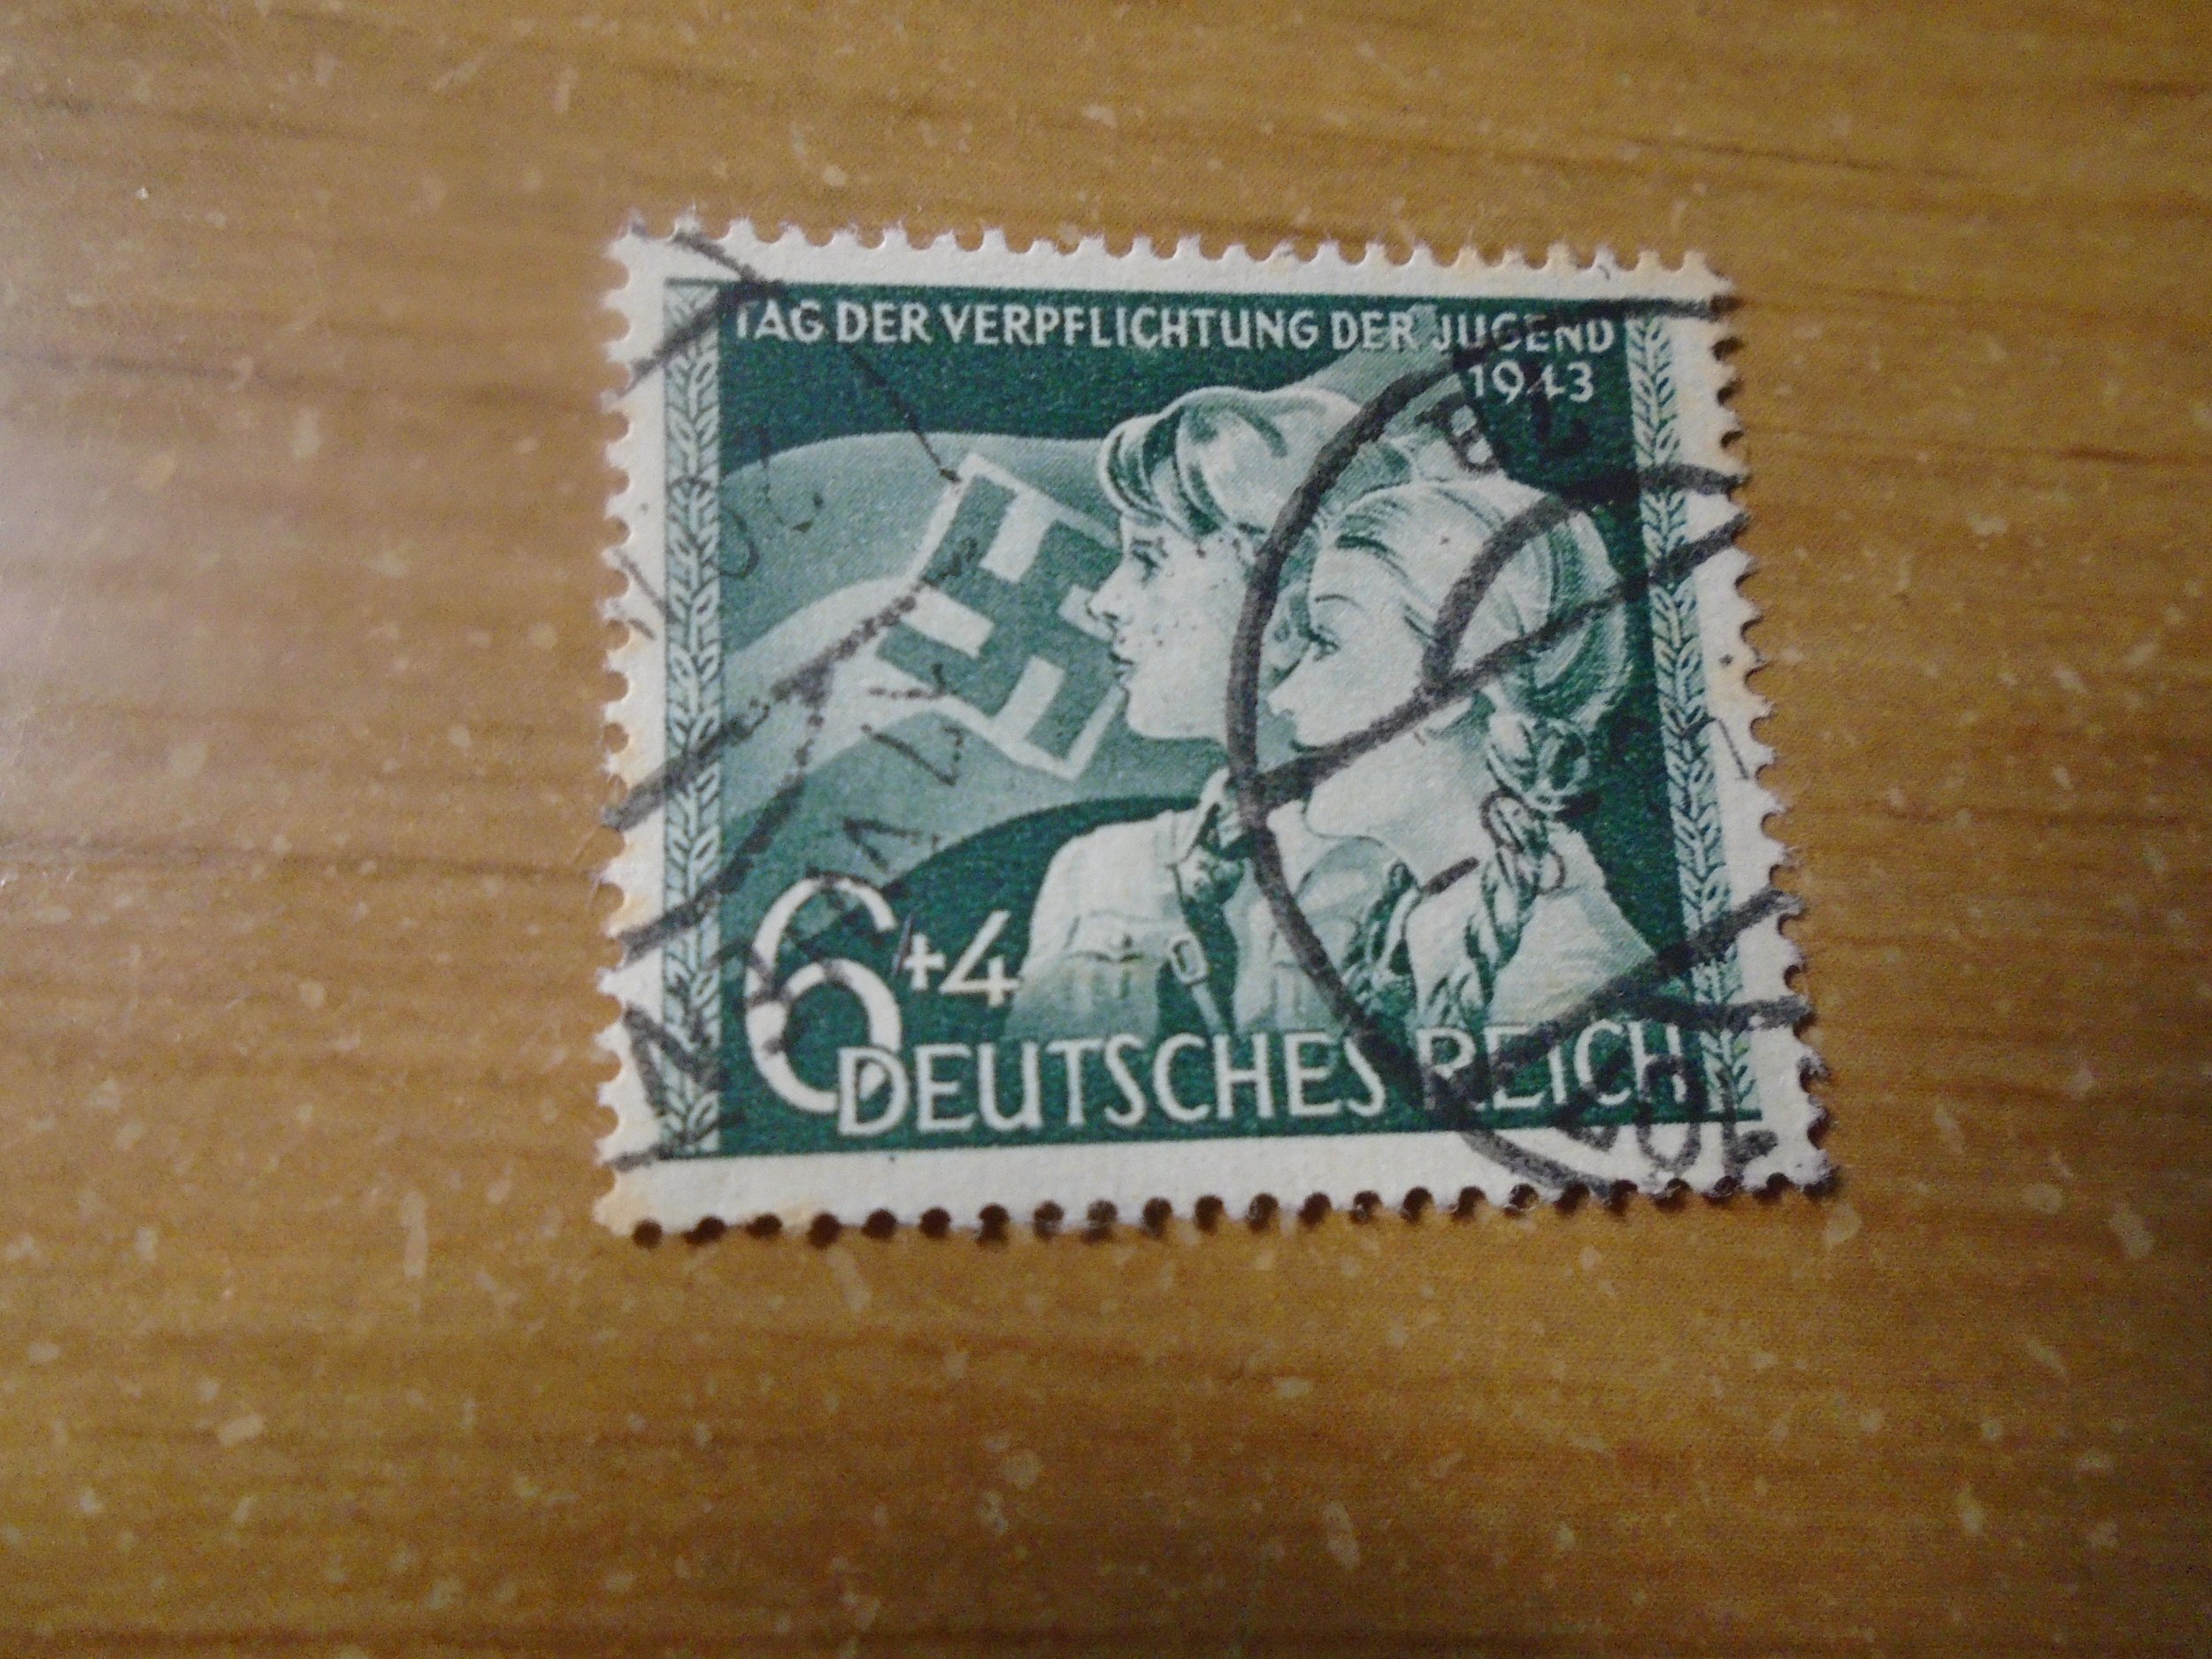 TAG DER VERPFLICHTUNG DER JUGEND
1943
6+4
DEUTSCHES REICH